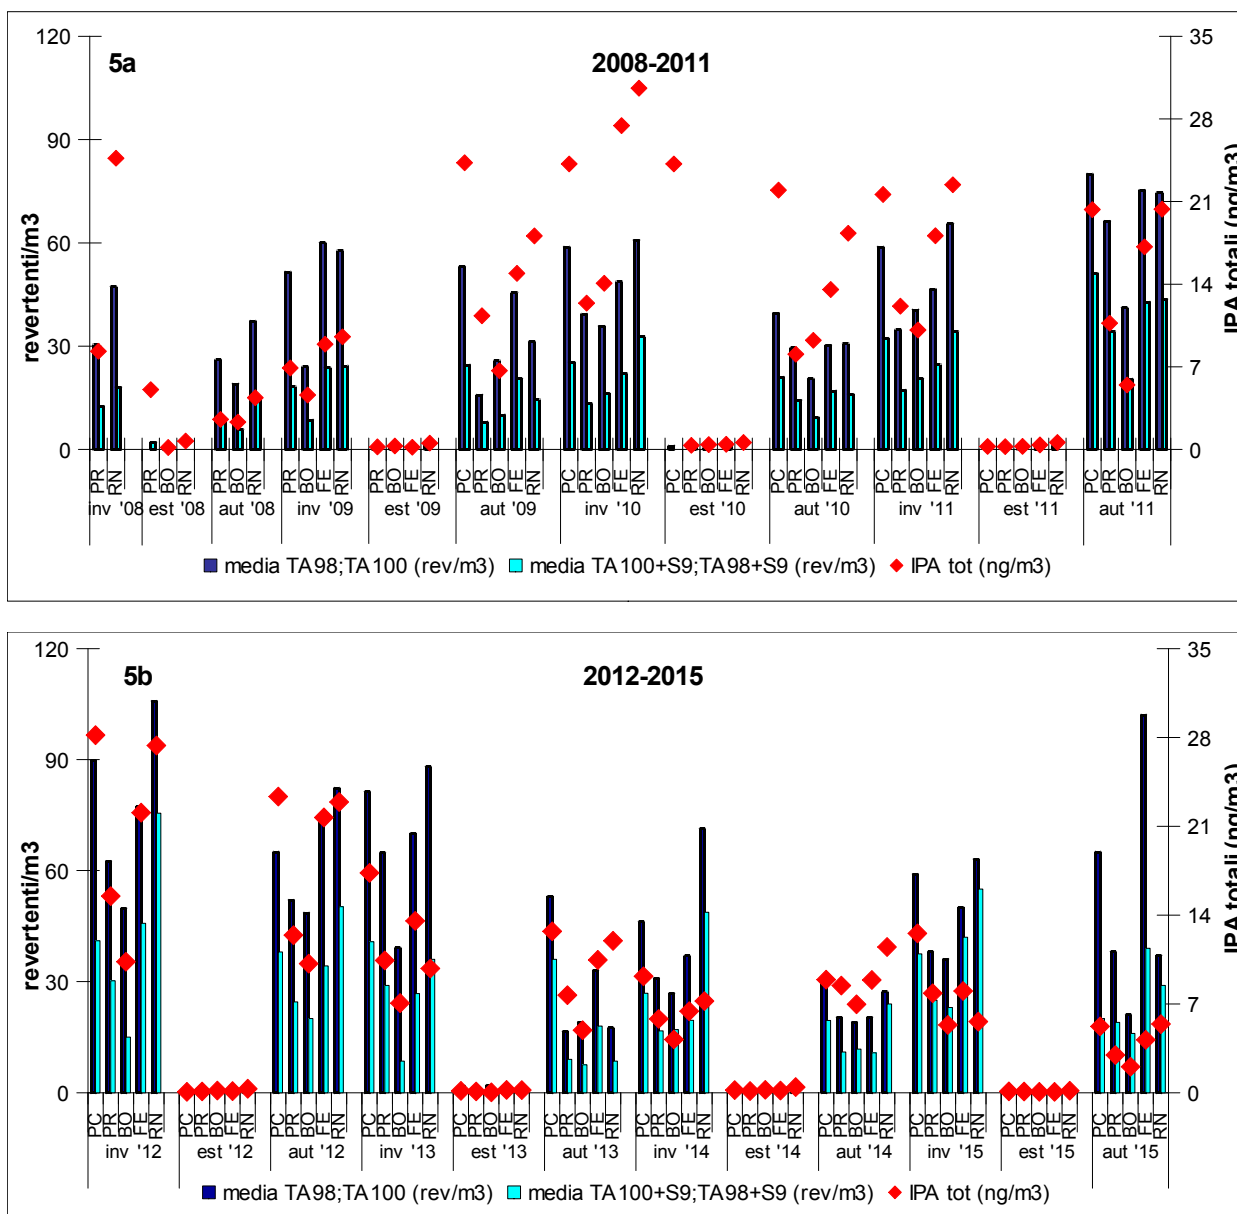 5a
2008-2011
120
90
60
30
0
revertenti/m3
35
28
21
14
7
0
IPA totali (ng/m3)
PR RN PR BO RN PR BO RN PR BO FE RN PR BO FE RN PC PR BO FE RN PC PR BO FE RN PC PR BO FE RN PC PR BO FE RN PC PR BO FE RN PC PR BO FE RN PC PR BO FE RN
inv '08 est '08 aut '08 inv '09 est '09 aut '09 inv '10 est '10 aut '10 inv '11 est '11 aut '11
media TA98;TA100 (rev/m3) media TA100+S9;TA98+S9 (rev/m3) IPA tot (ng/m3)
5b
2012-2015
120
90
60
30
0
revertenti/m3
35
28
21
14
7
0
IPA totali (ng/m3)
PC PR BO FE RN PC PR BO FE RN PC PR BO FE RN PC PR BO FE RN PC PR BO FE RN PC PR BO FE RN PC PR BO FE RN PC PR BO FE RN PC PR BO FE RN PC PR BO FE RN PC PR BO FE RN PC PR BO FE RN
inv '12 est '12 aut '12 inv '13 est '13 aut '13 inv '14 est '14 aut '14 inv '15 est '15 aut '15
media TA98;TA100 (rev/m3) media TA100+S9;TA98+S9 (rev/m3) IPA tot (ng/m3)